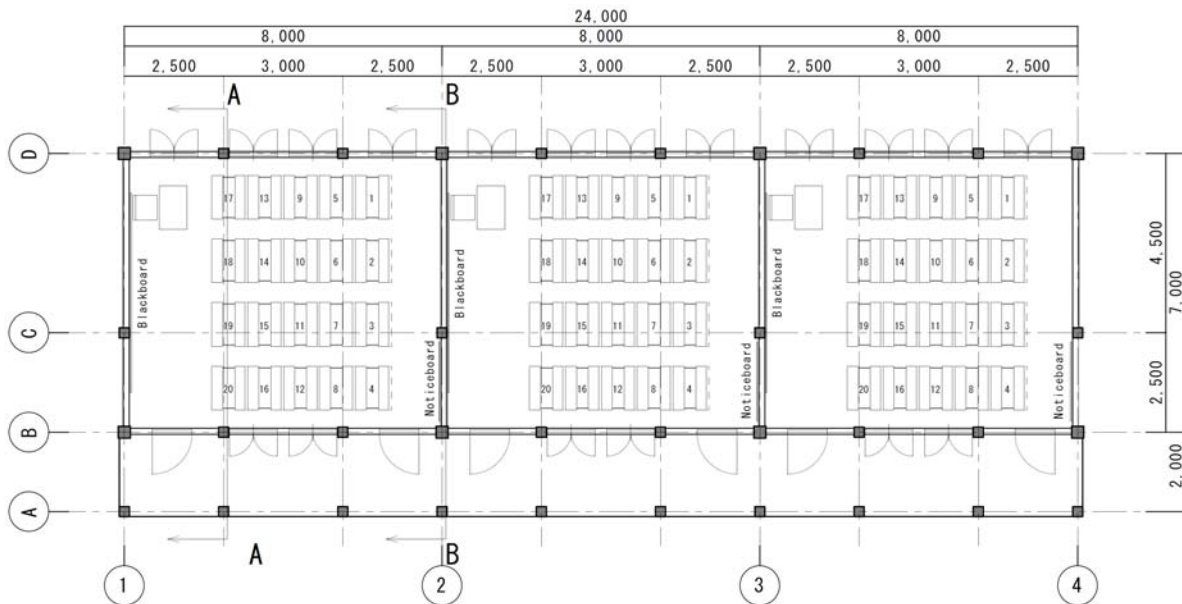 24,000
8,000 8,000 8,000
2,500 3,000 2,500 2,500 3,000 2,500 2,500 3,000 2,500
A B
D
17 13 9 5 1 17 13 9 5 1 17 13 9 5 1
18 14 10 6 2 18 14 10 6 2 18 14 10 6 2
Blackboard Blackboard Blackboard
4,500
7,000
C
19 15 11 7 3 19 15 11 7 3 19 15 11 7 3
20 16 12 8 4 20 16 12 8 4 20 16 12 8 4
Noticeboard Noticeboard Noticeboard
2,500
B
2,000
A
A B
1 2 3 4